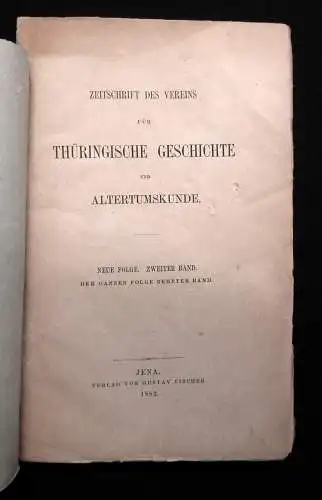 ZEITSCHRIFT DES VEREINS
FÜR
THÜRINGISCHE GESCHICHTE
UND
ALTERTUMSKUNDE.
NEUE FOLGE. ZWEITER BAND.
DER GANZEN FOLGE ZEHNTER BAND.
JENA,
VERLAG VON GUSTAV FISCHER
1882.